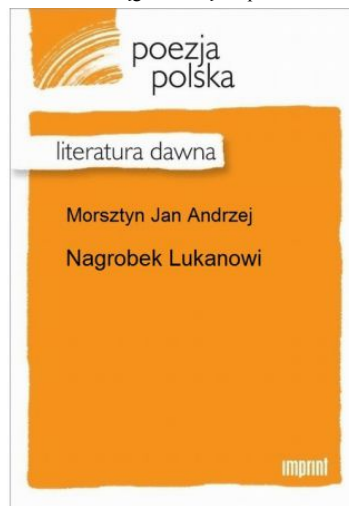 poezja
polska
literatura dawna
Morsztyn Jan Andrzej
Nagrobek Lukanowi
imprint